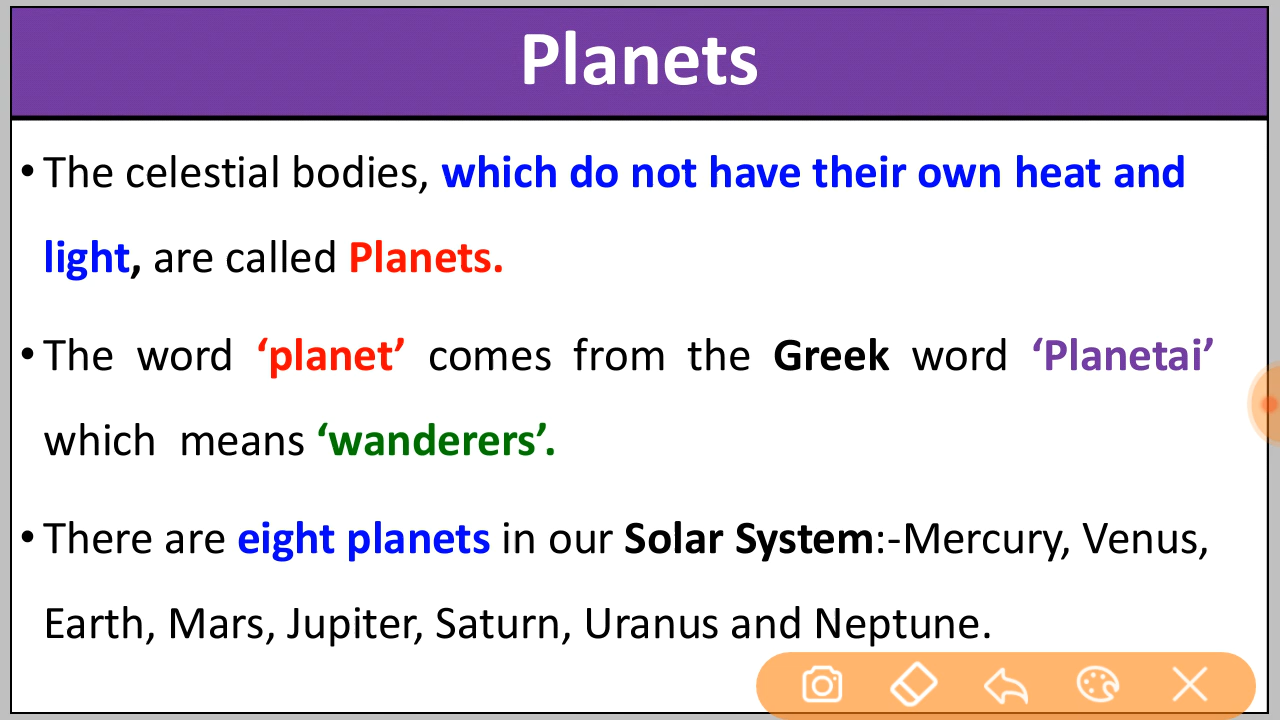 Planets
• The celestial bodies, which do not have their own heat and
light, are called Planets.
• The word ‘planet’ comes from the Greek word ‘Planetai’
which means ‘wanderers’.
• There are eight planets in our Solar System:-Mercury, Venus,
Earth, Mars, Jupiter, Saturn, Uranus and Neptune.